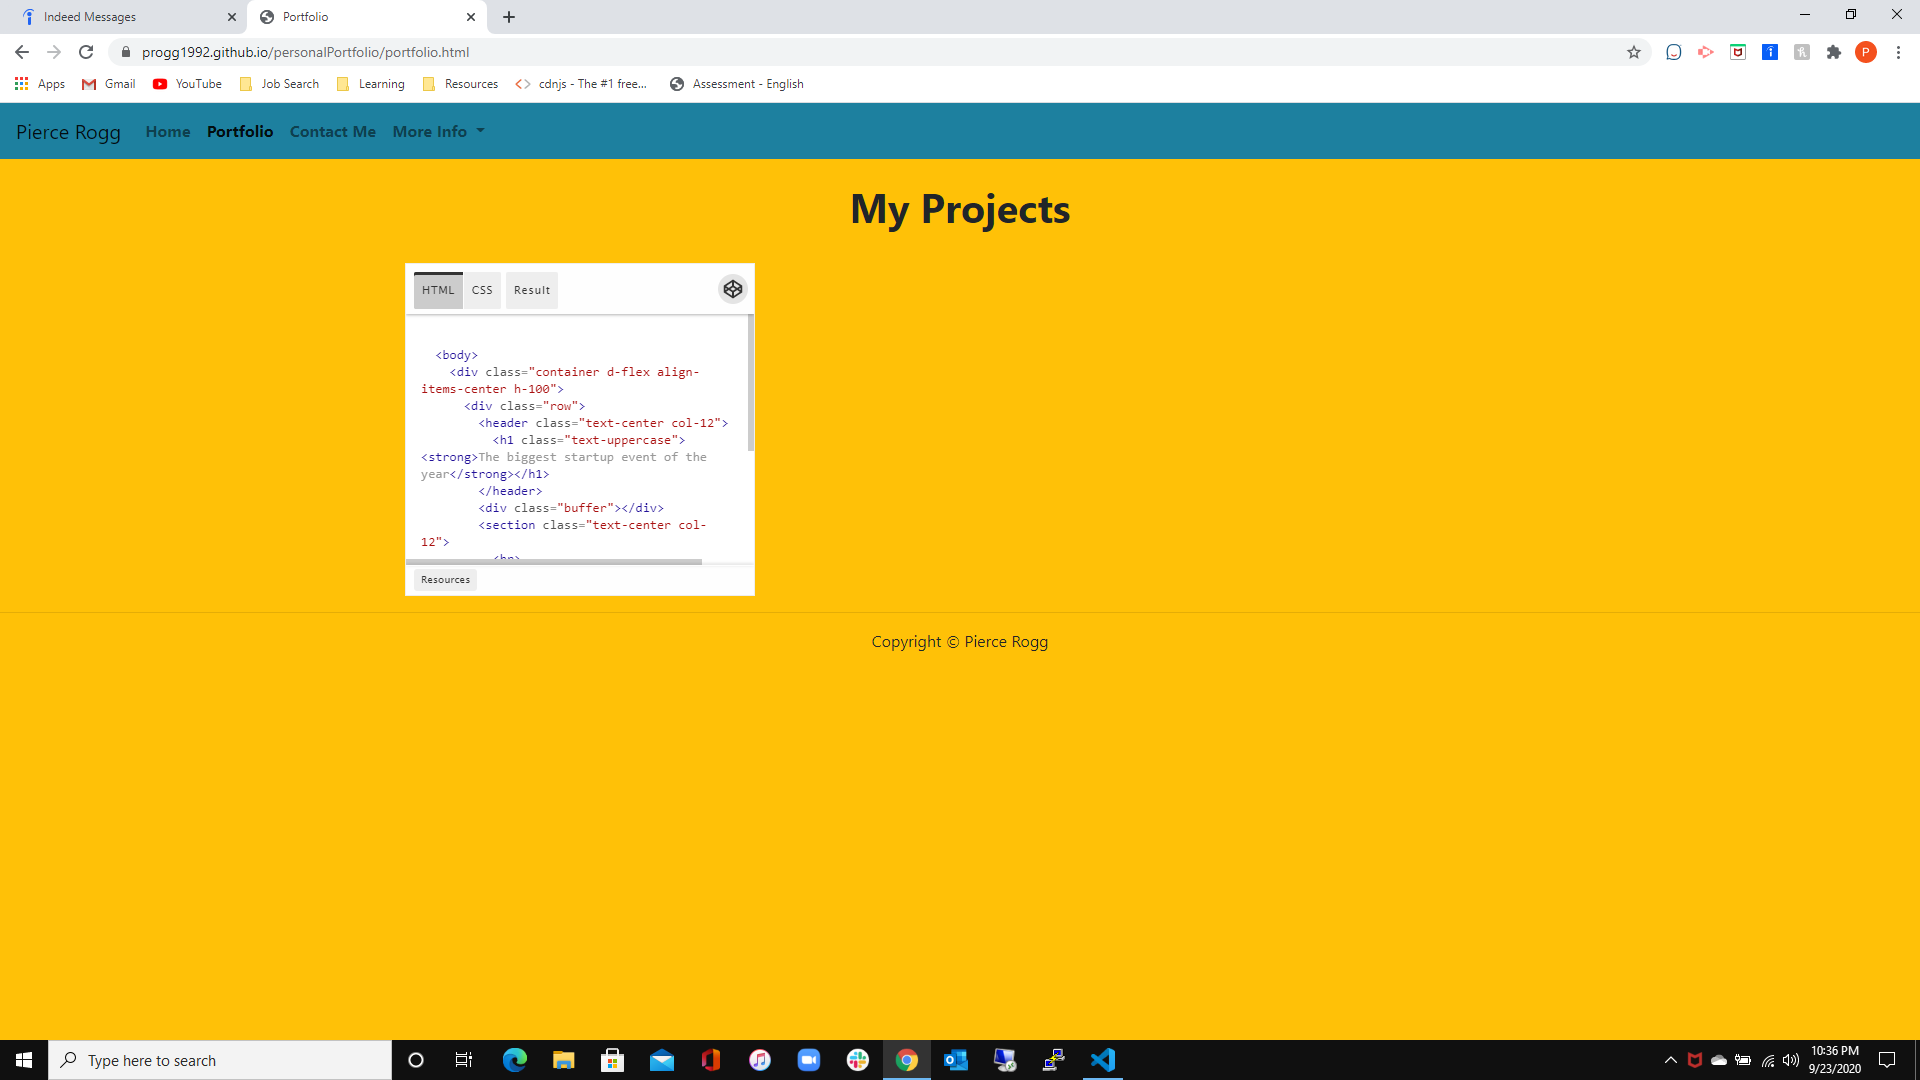 Indeed Messages
Portfolio
progg1992.github.io/personalPortfolio/portfolio.html
P
Apps
Gmail
YouTube
Job Search
Learning
Resources
cdnjs - The #1 free...
Assessment - English
Pierce Rogg
Home
Portfolio
Contact Me
More Info
My Projects
HTML
CSS
Result
<body>
<div class="container d-flex align-
items-center h-100">
<div class="row">
<header class="text-center col-12">
<h1 class="text-uppercase">
<strong>The biggest startup event of the
year</strong></h1>
</header>
<div class="buffer"></div>
<section class="text-center col-
12">
<hr>
Resources
Copyright © Pierce Rogg
Type here to search
10:36 PM
9/23/2020